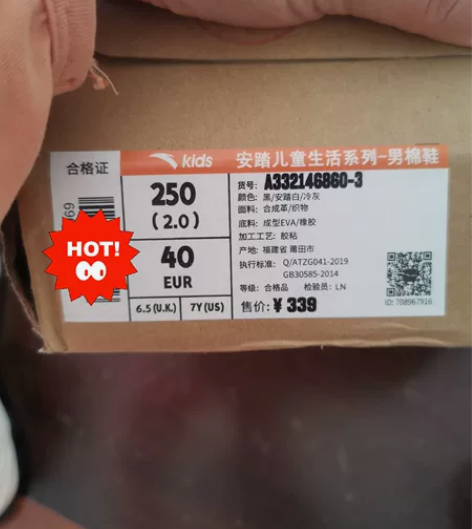 合格证
kids 安踏儿童生活系列-男棉鞋
69
HOT!
250
(2.0)
40
EUR
6.5(U.K.) 7Y(US)
货号: A332146860-3
颜色: 黑/安踏白/冷灰
面料: 合成革/织物
底料: 成型EVA/橡胶
加工工艺: 胶粘
产地: 福建省 莆田市
执行标准: Q/ATZG041-2019
GB30585-2014
等级: 合格品 检验员: LN
售价: ¥ 339
ID: 708967916